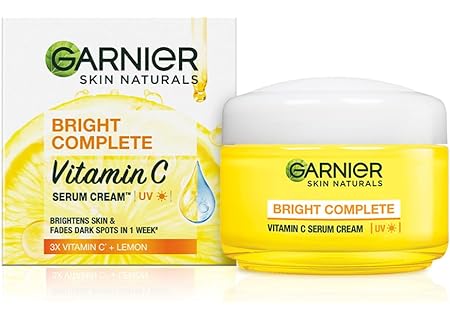 GARNIER
SKIN NATURALS
BRIGHT
COMPLETE
Vitamin C
SERUM CREAM™ | UV
BRIGHTENS SKIN &
FADES DARK SPOTS IN 1 WEEK*
3X VITAMIN C* + LEMON
GARNIER
SKIN NATURALS
BRIGHT COMPLETE
VITAMIN C SERUM CREAM | UV